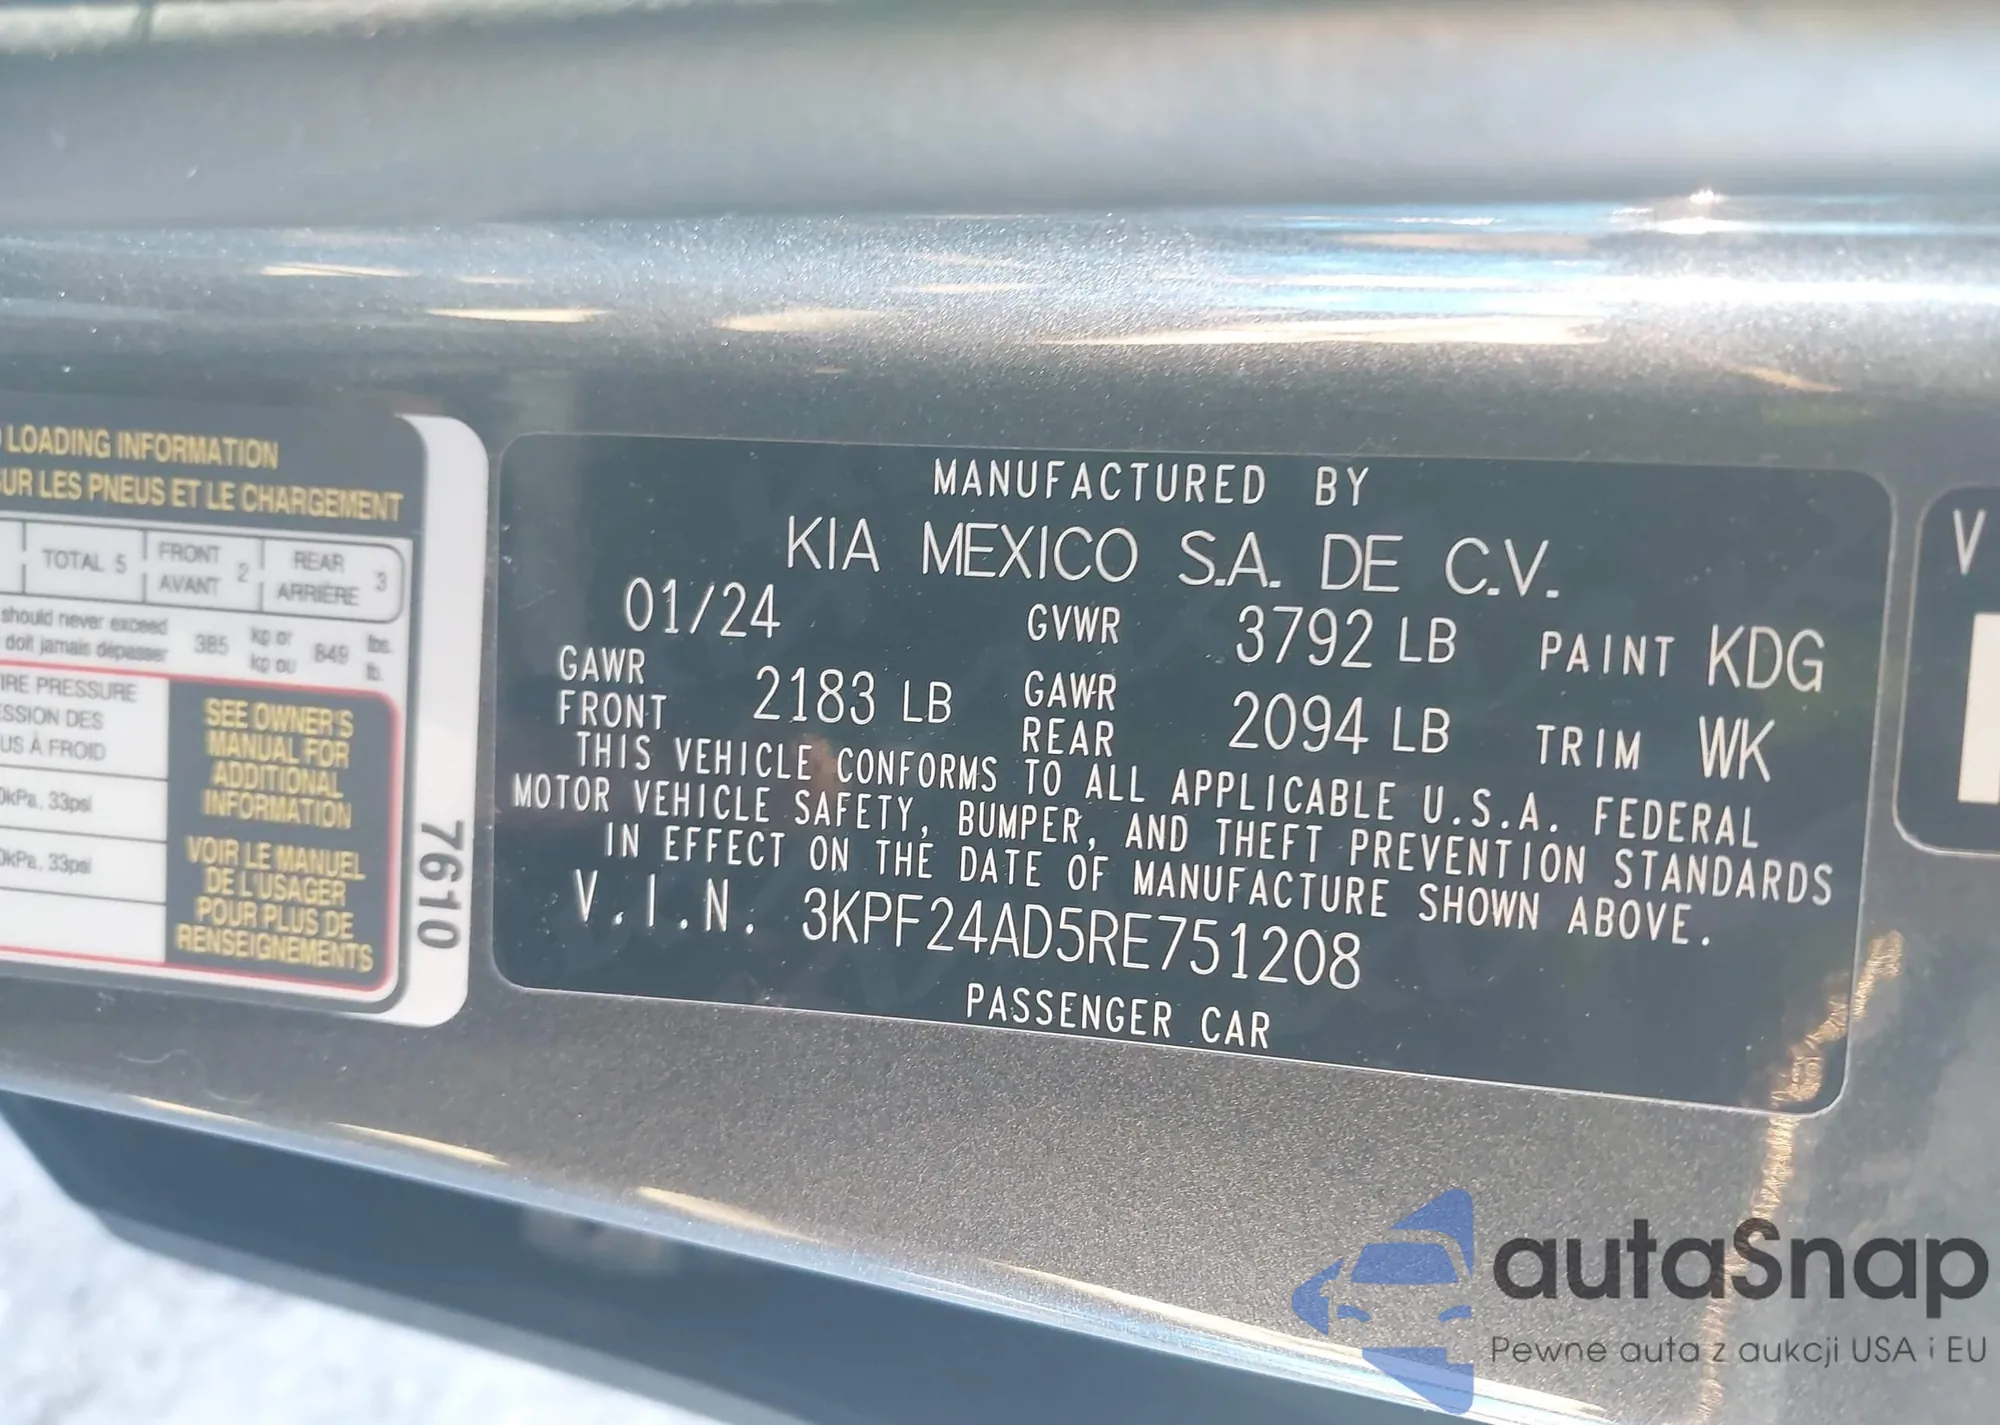 LOADING INFORMATION
SUR LES PNEUS ET LE CHARGEMENT
TOTAL 5
FRONT
AVANT
2
REAR
ARRIÈRE
3
should never exceed
doit jamais dépasser
385
kg or
kg ou
849
lbs.
lb.
TIRE PRESSURE
DES
À FROID
kPa, 33psi
kPa, 33psi
SEE OWNER'S
MANUAL FOR
ADDITIONAL
INFORMATION
VOIR LE MANUEL
DE L'USAGER
POUR PLUS DE
RENSEIGNEMENTS
7610
MANUFACTURED BY
KIA MEXICO S.A. DE C.V.
01/24 GVWR 3792 LB PAINT KDG
GAWR
FRONT 2183 LB GAWR
REAR 2094 LB TRIM WK
THIS VEHICLE CONFORMS TO ALL APPLICABLE U.S.A. FEDERAL
MOTOR VEHICLE SAFETY, BUMPER, AND THEFT PREVENTION STANDARDS
IN EFFECT ON THE DATE OF MANUFACTURE SHOWN ABOVE.
V.I.N. 3KPF24AD5RE751208
PASSENGER CAR
V
autaSnap
Pewne auta z aukcji USA i EU